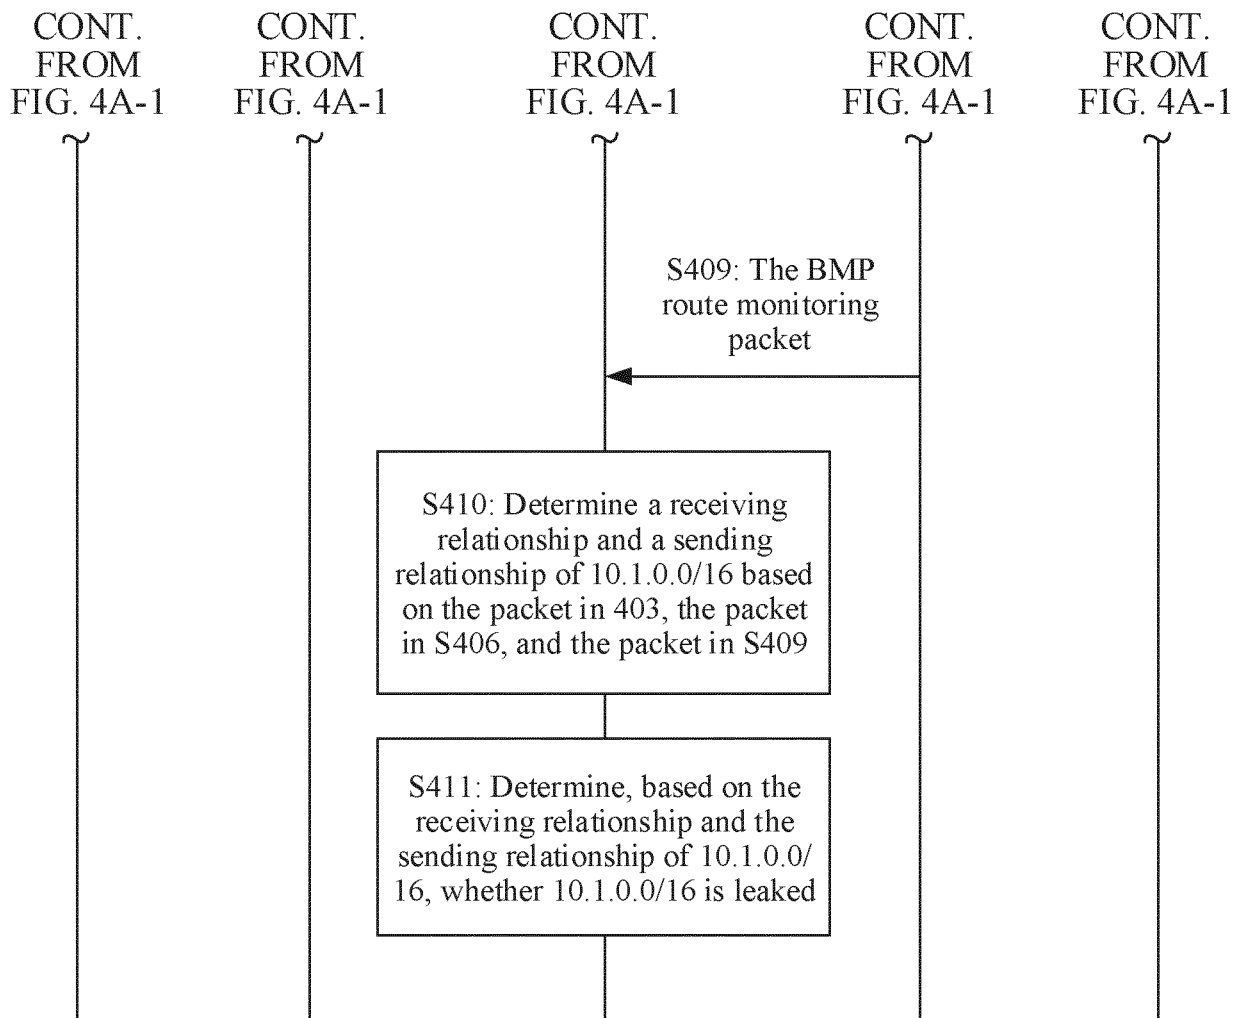 CONT.
FROM
FIG. 4A-1
CONT.
FROM
FIG. 4A-1
CONT.
FROM
FIG. 4A-1
CONT.
FROM
FIG. 4A-1
CONT.
FROM
FIG. 4A-1
S409: The BMP
route monitoring
packet
S410: Determine a receiving
relationship and a sending
relationship of 10.1.0.0/16 based
on the packet in 403, the packet
in S406, and the packet in S409
S411: Determine, based on the
receiving relationship and the
sending relationship of 10.1.0.0/
16, whether 10.1.0.0/16 is leaked